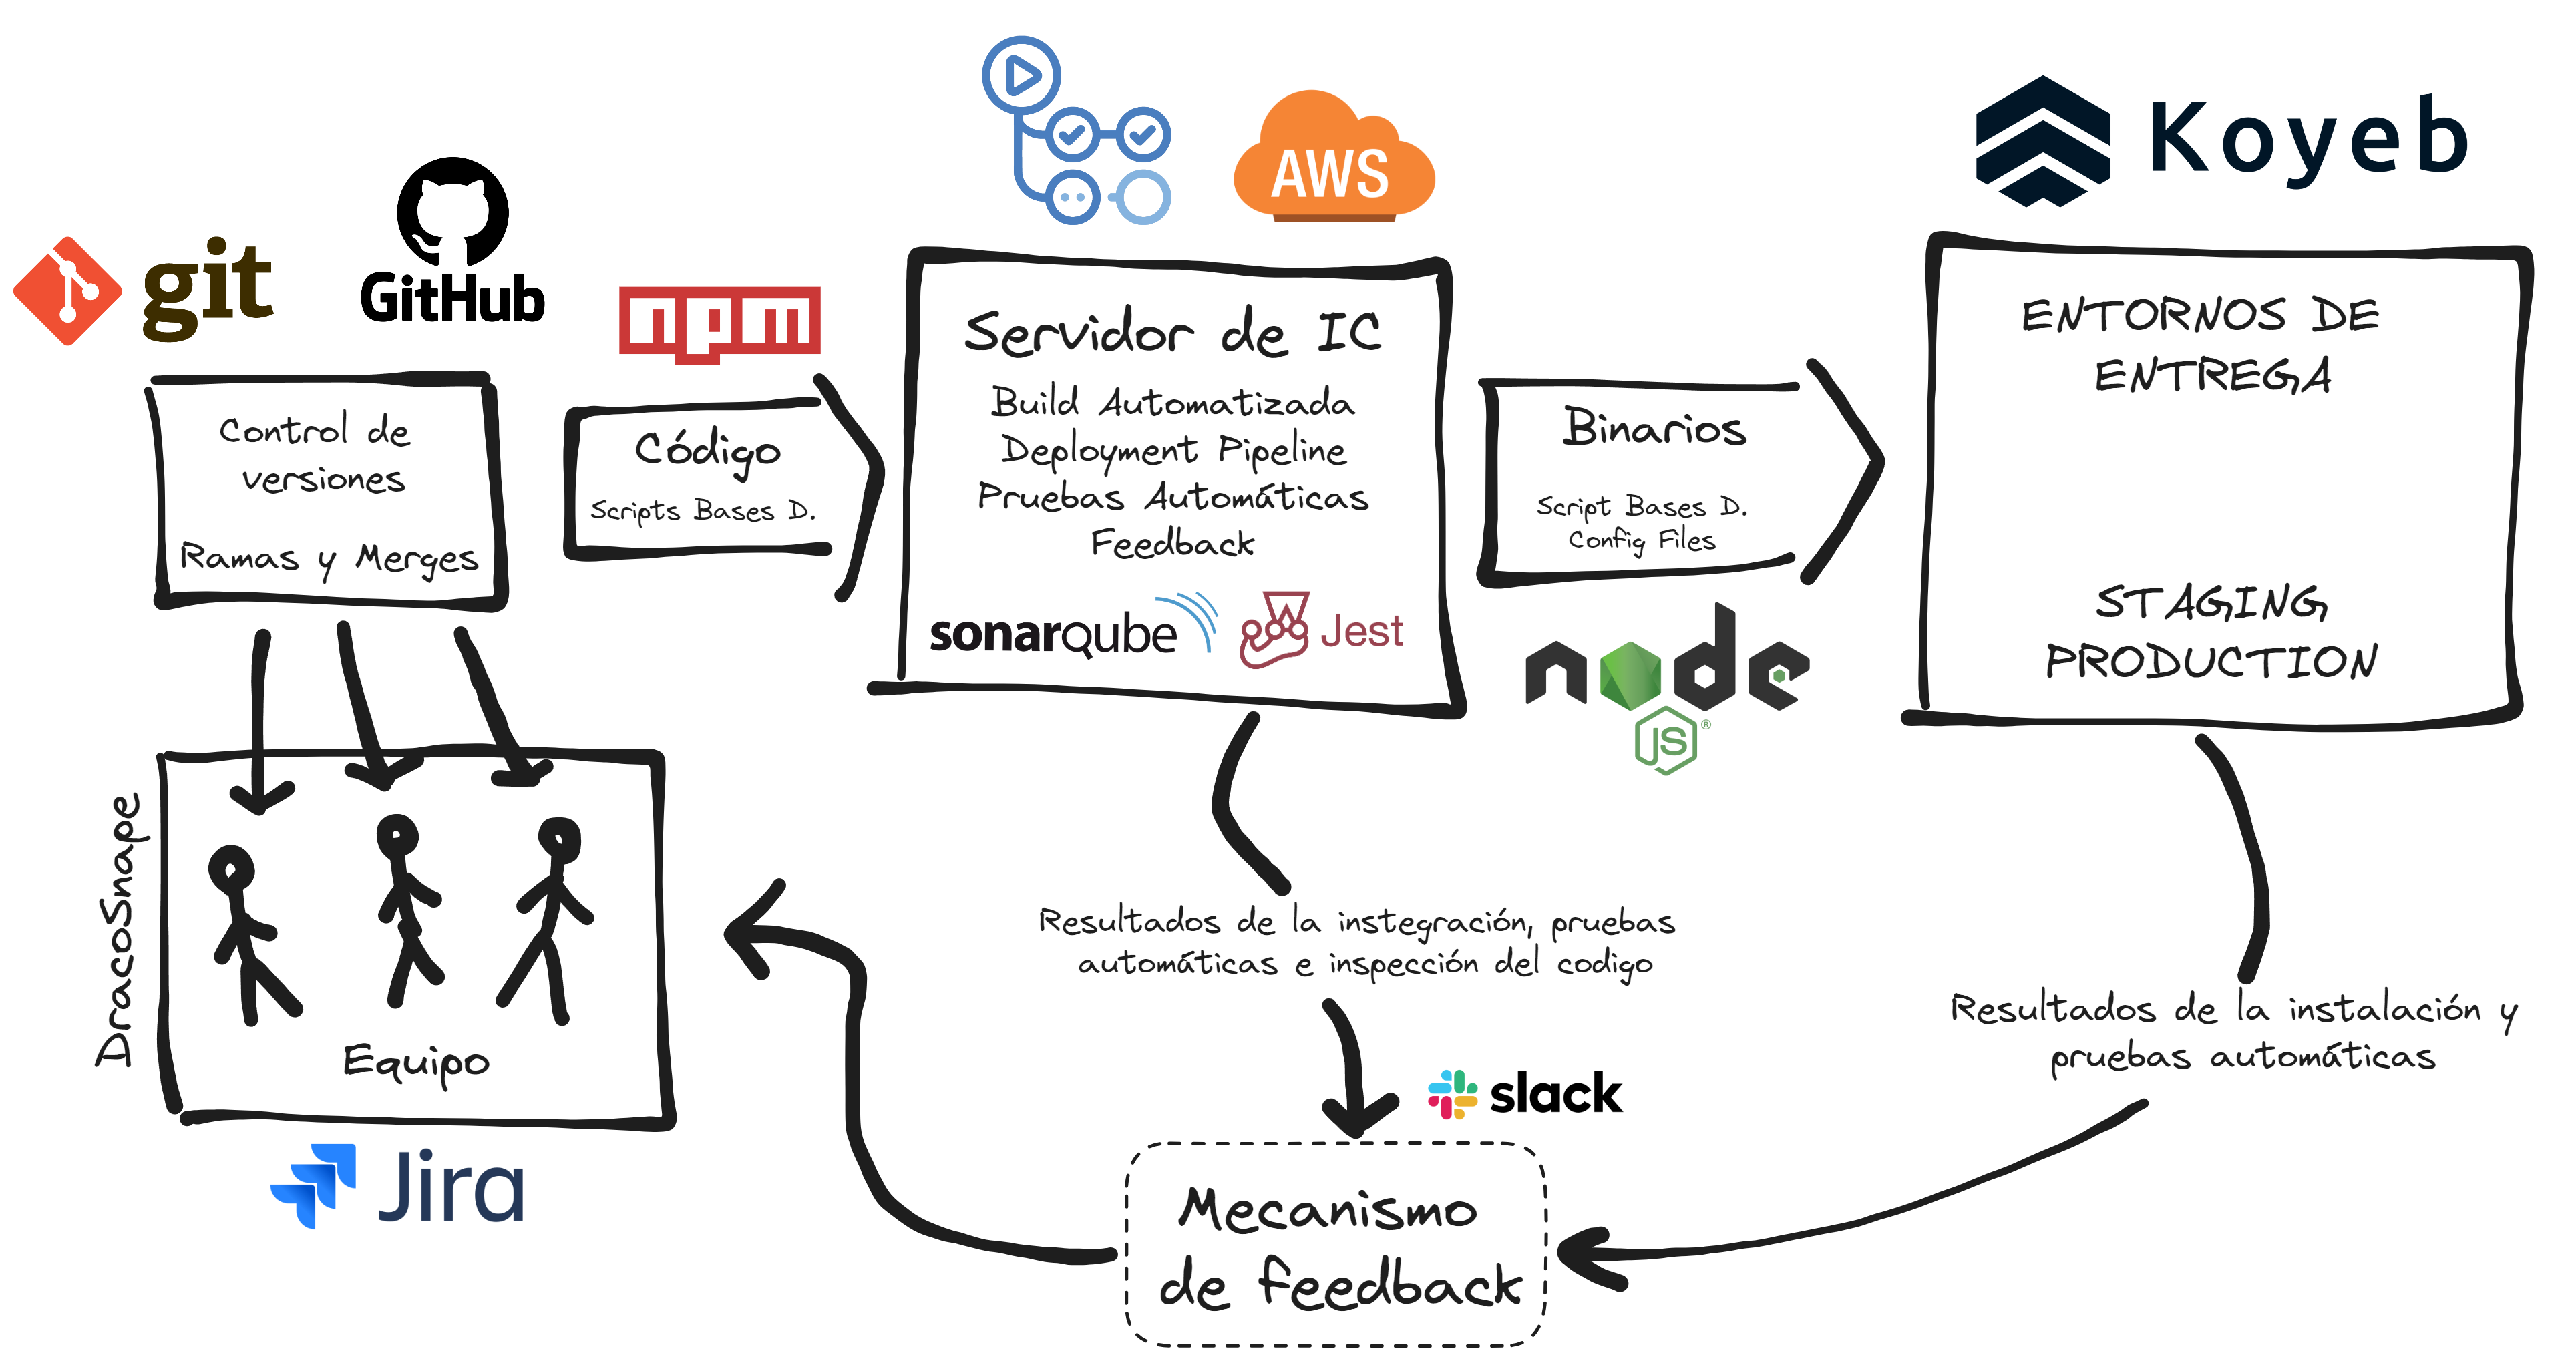 git
GitHub
npm
AWS
Koyeb
Control de
versiones
Ramas y Merges
Código
Scripts Bases D.
Servidor de IC
Build Automatizada
Deployment Pipeline
Pruebas Automáticas
Feedback
sonarqube
Jest
Binarios
Script Bases D.
Config Files
node
JS®
ENTORNOS DE
ENTREGA
STAGING
PRODUCTION
DracoSnape
Equipo
Jira
Resultados de la instegración, pruebas
automáticas e inspección del codigo
Resultados de la instalación y
pruebas automáticas
slack
Mecanismo
de feedback